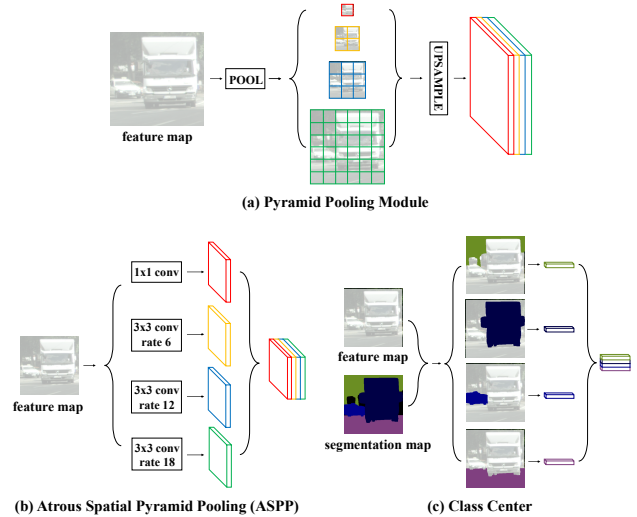 feature map
POOL
UPSAMPLE
(a) Pyramid Pooling Module
feature map
1x1 conv
3x3 conv
rate 6
3x3 conv
rate 12
3x3 conv
rate 18
(b) Atrous Spatial Pyramid Pooling (ASPP)
feature map
segmentation map
(c) Class Center